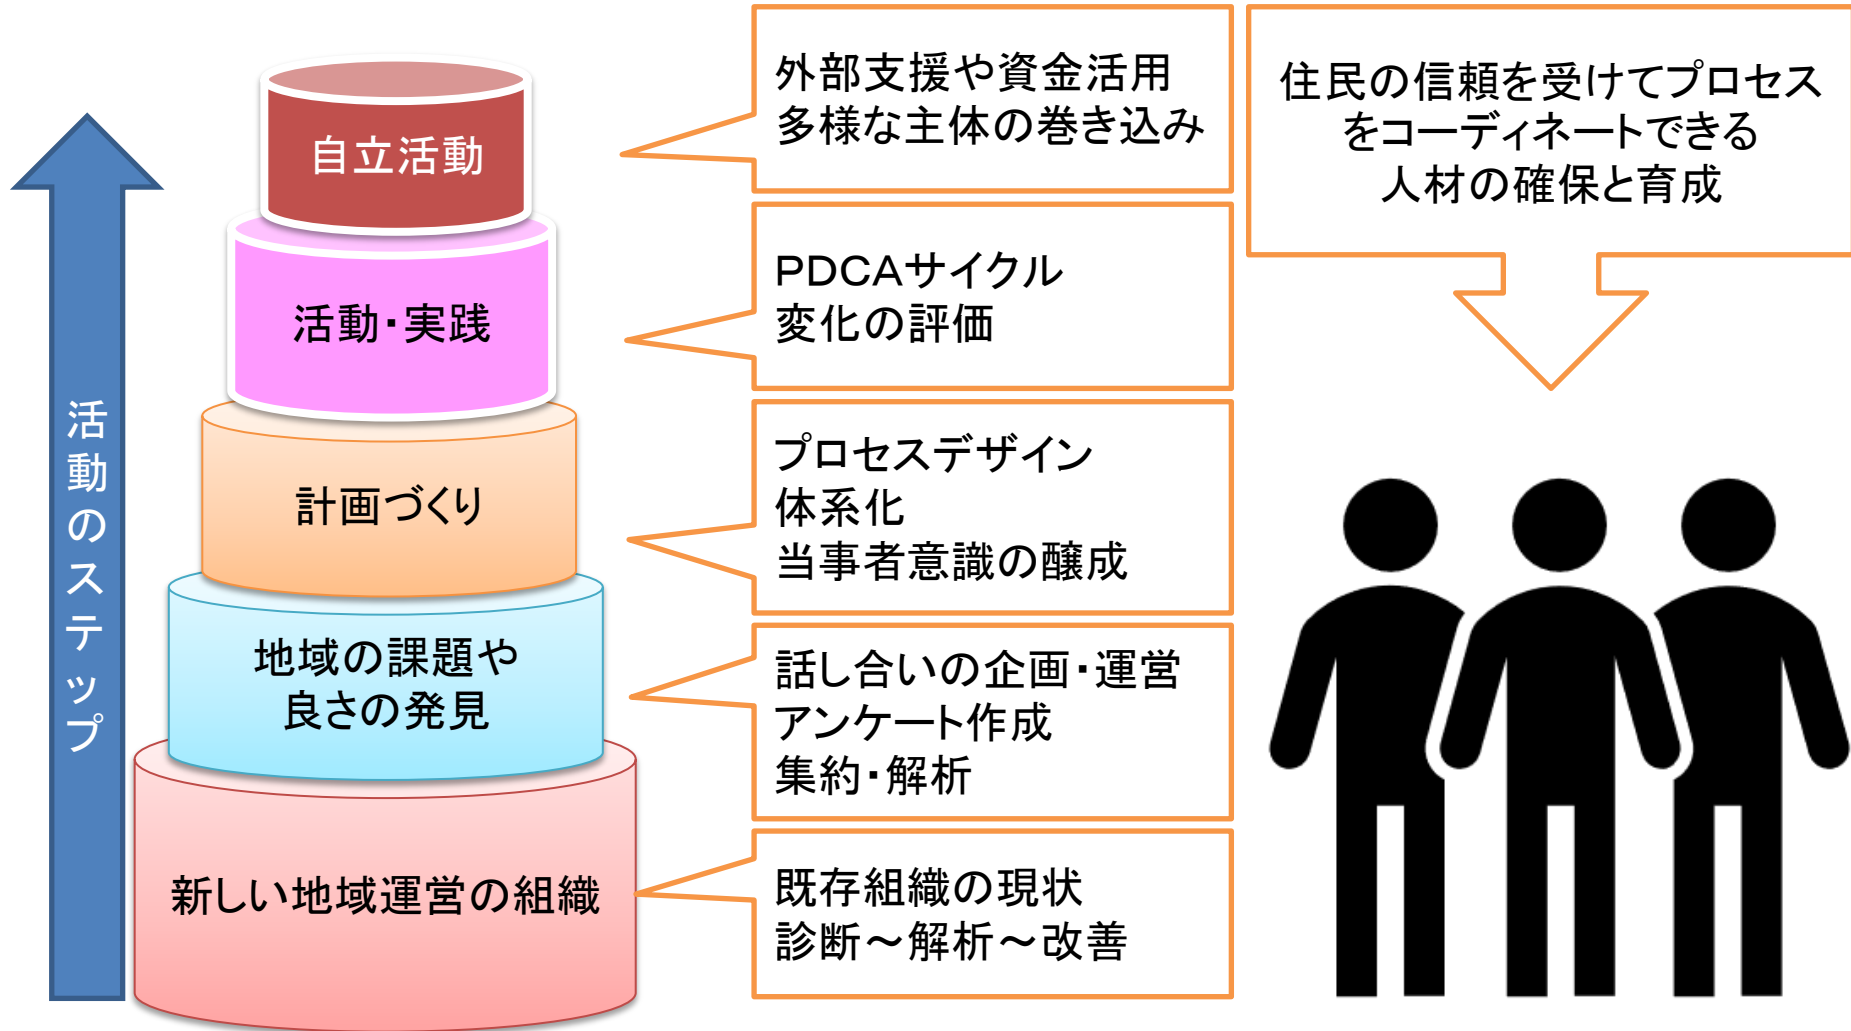 活動のステップ
自立活動
活動・実践
計画づくり
地域の課題や
良さの発見
新しい地域運営の組織
外部支援や資金活用
多様な主体の巻き込み
PDCAサイクル
変化の評価
プロセスデザイン
体系化
当事者意識の醸成
話し合いの企画・運営
アンケート作成
集約・解析
既存組織の現状
診断～解析～改善
住民の信頼を受けてプロセス
をコーディネートできる
人材の確保と育成